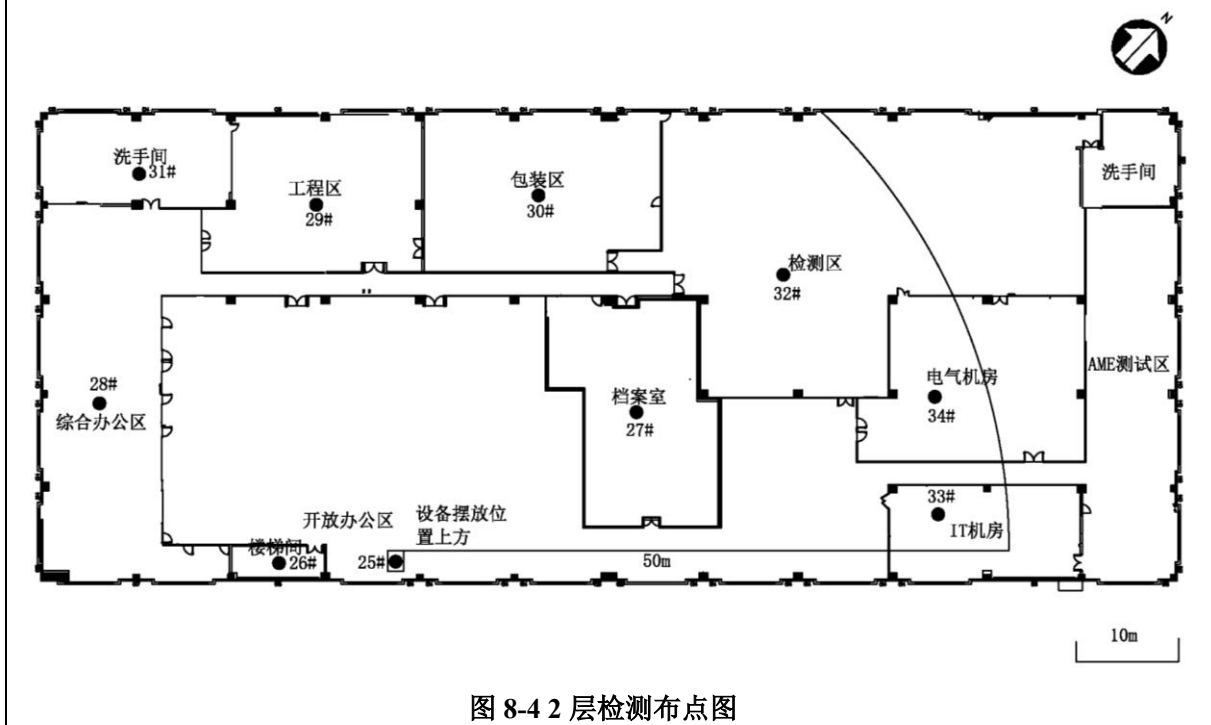 N
洗手间
31#
工程区
29#
包装区
30#
洗手间
检测区
32#
28#
综合办公区
档案室
27#
电气机房
34#
AME测试区
开放办公区
设备摆放位
置上方
33#
IT机房
楼梯间
26#
25#
50m
10m
图 8-4 2 层检测布点图